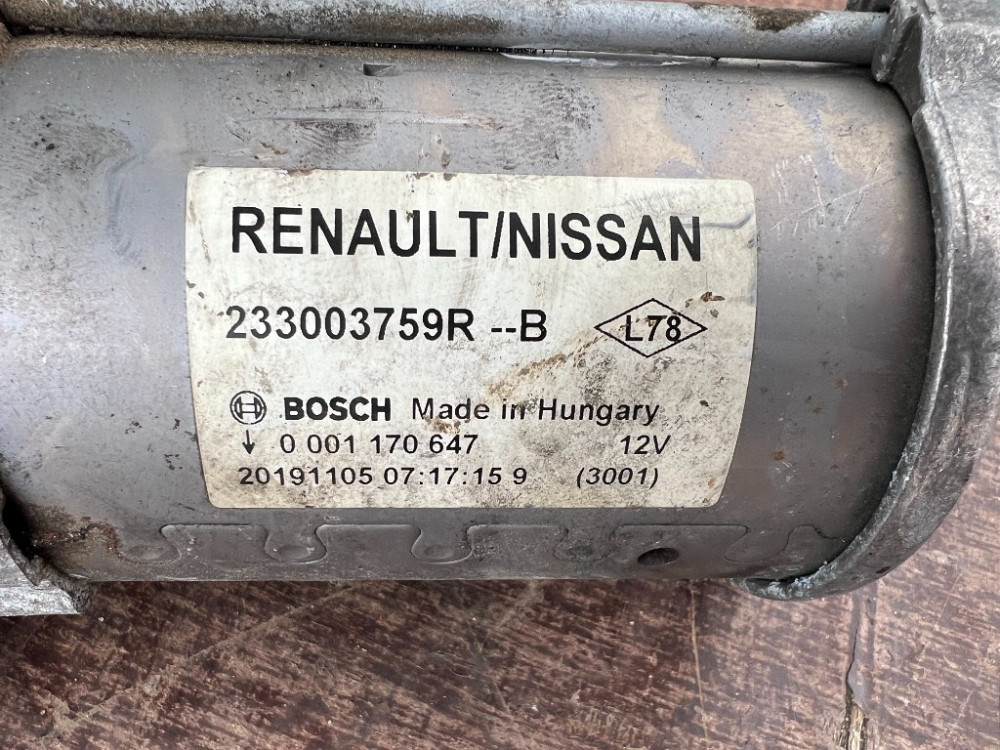 RENAULT/NISSAN
233003759R --B L78
BOSCH Made in Hungary
↓ 0 001 170 647 12V
20191105 07:17:15 9 (3001)